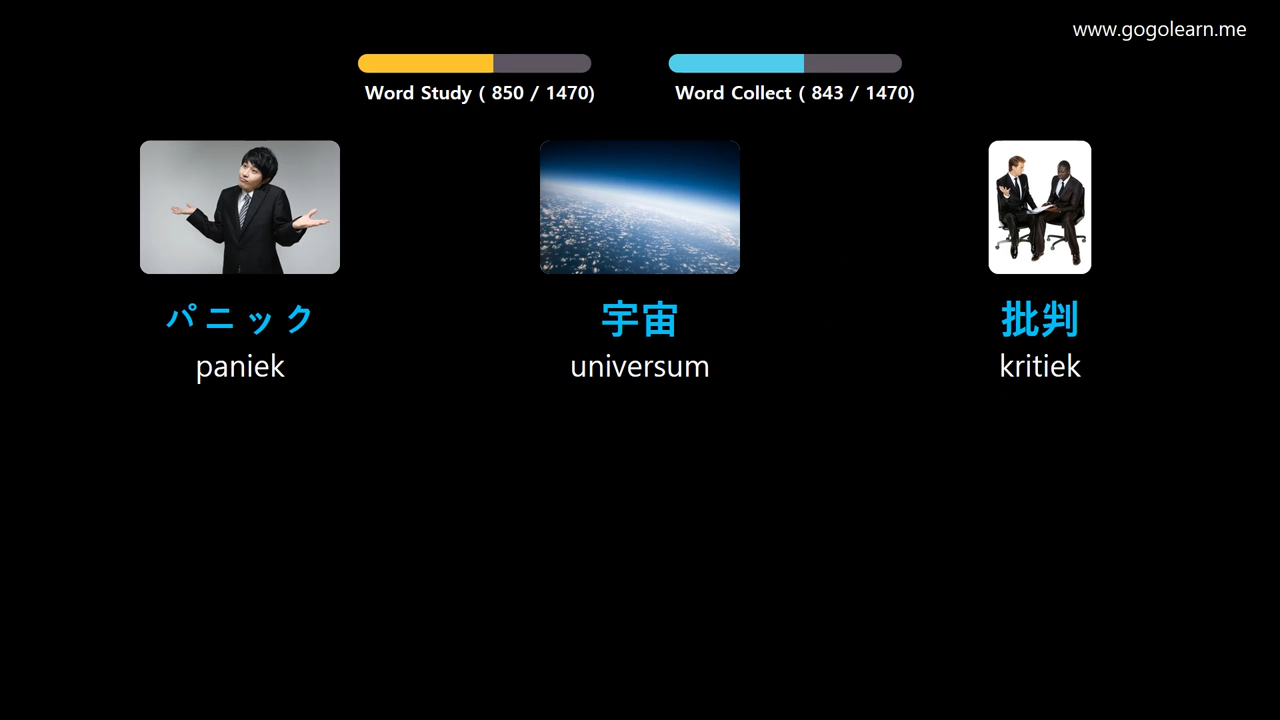 www.gogolearn.me
Word Study ( 850 / 1470)
Word Collect ( 843 / 1470)
パニック
宇宙
批判
paniek
universum
kritiek